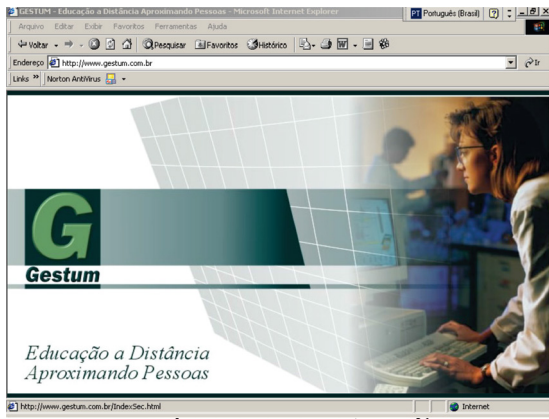 GESTUM - Educação a Distância Aproximando Pessoas - Microsoft Internet Explorer
PT Português (Brasil)
Arquivo Editar Exibir Favoritos Ferramentas Ajuda
Voltar Pesquisar Favoritos Histórico
Endereço http://www.gestum.com.br Ir
Links » Norton AntiVirus
G
Gestum
Educação a Distância
Aproximando Pessoas
http://www.gestum.com.br/IndexSec.html Internet